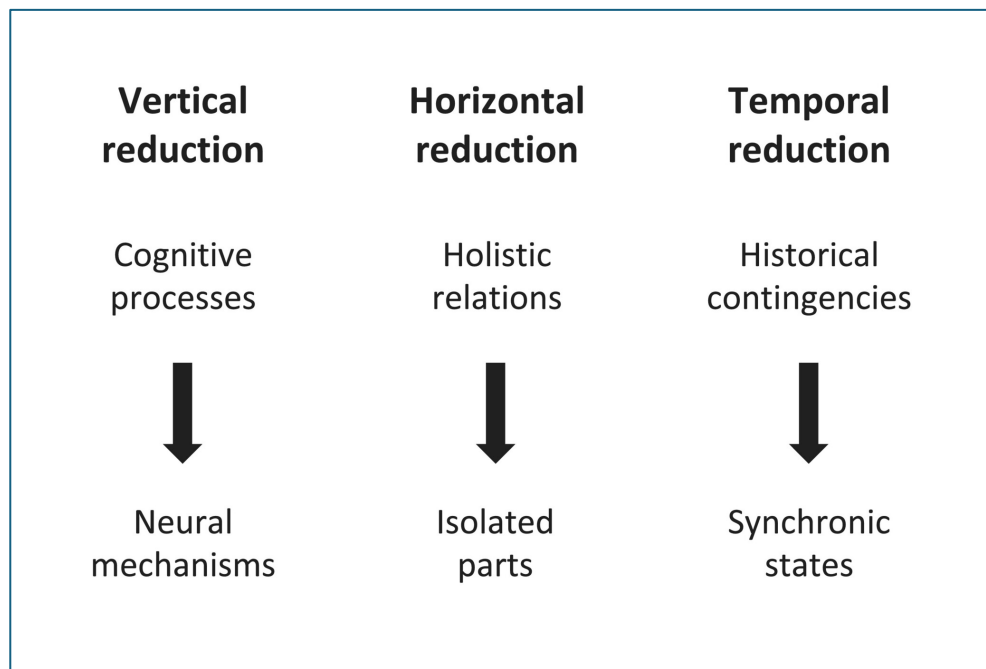 Vertical
reduction
Horizontal
reduction
Temporal
reduction
Cognitive
processes
Holistic
relations
Historical
contingencies
Neural
mechanisms
Isolated
parts
Synchronic
states